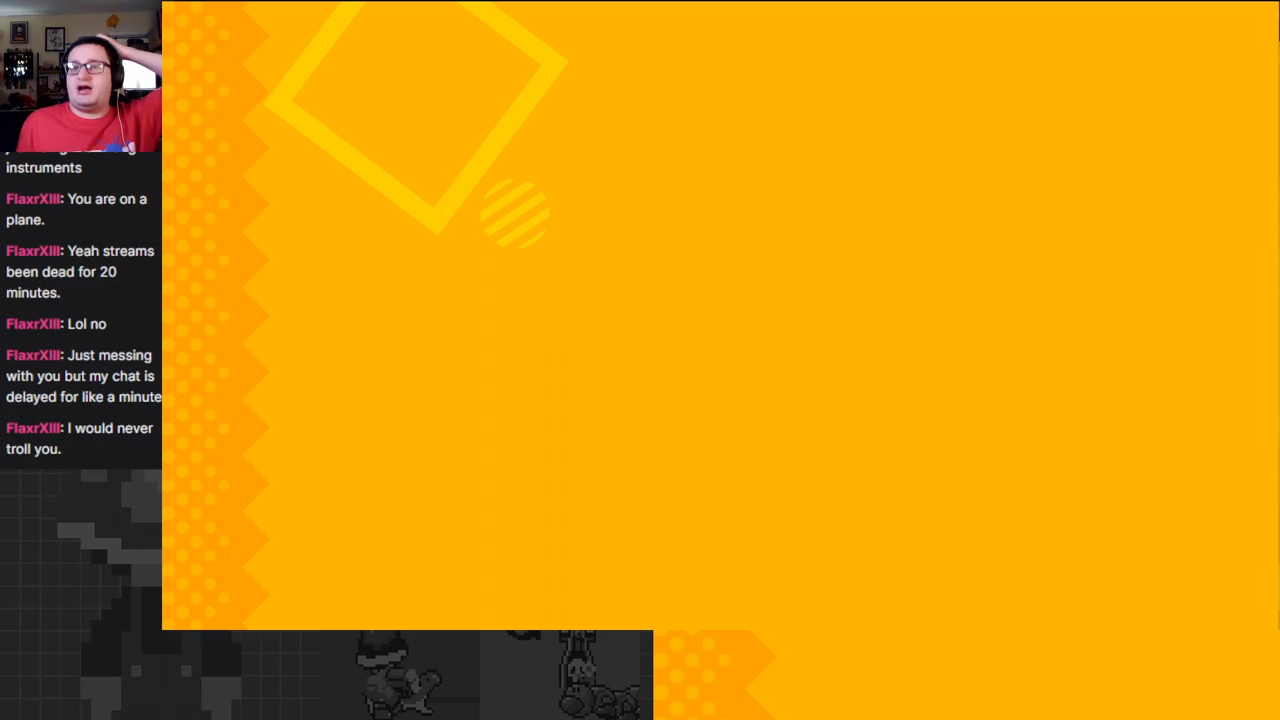 instruments
FlaxrXIII: You are on a
plane.
FlaxrXIII: Yeah streams
been dead for 20
minutes.
FlaxrXIII: Lol no
FlaxrXIII: Just messing
with you but my chat is
delayed for like a minute
FlaxrXIII: I would never
troll you.